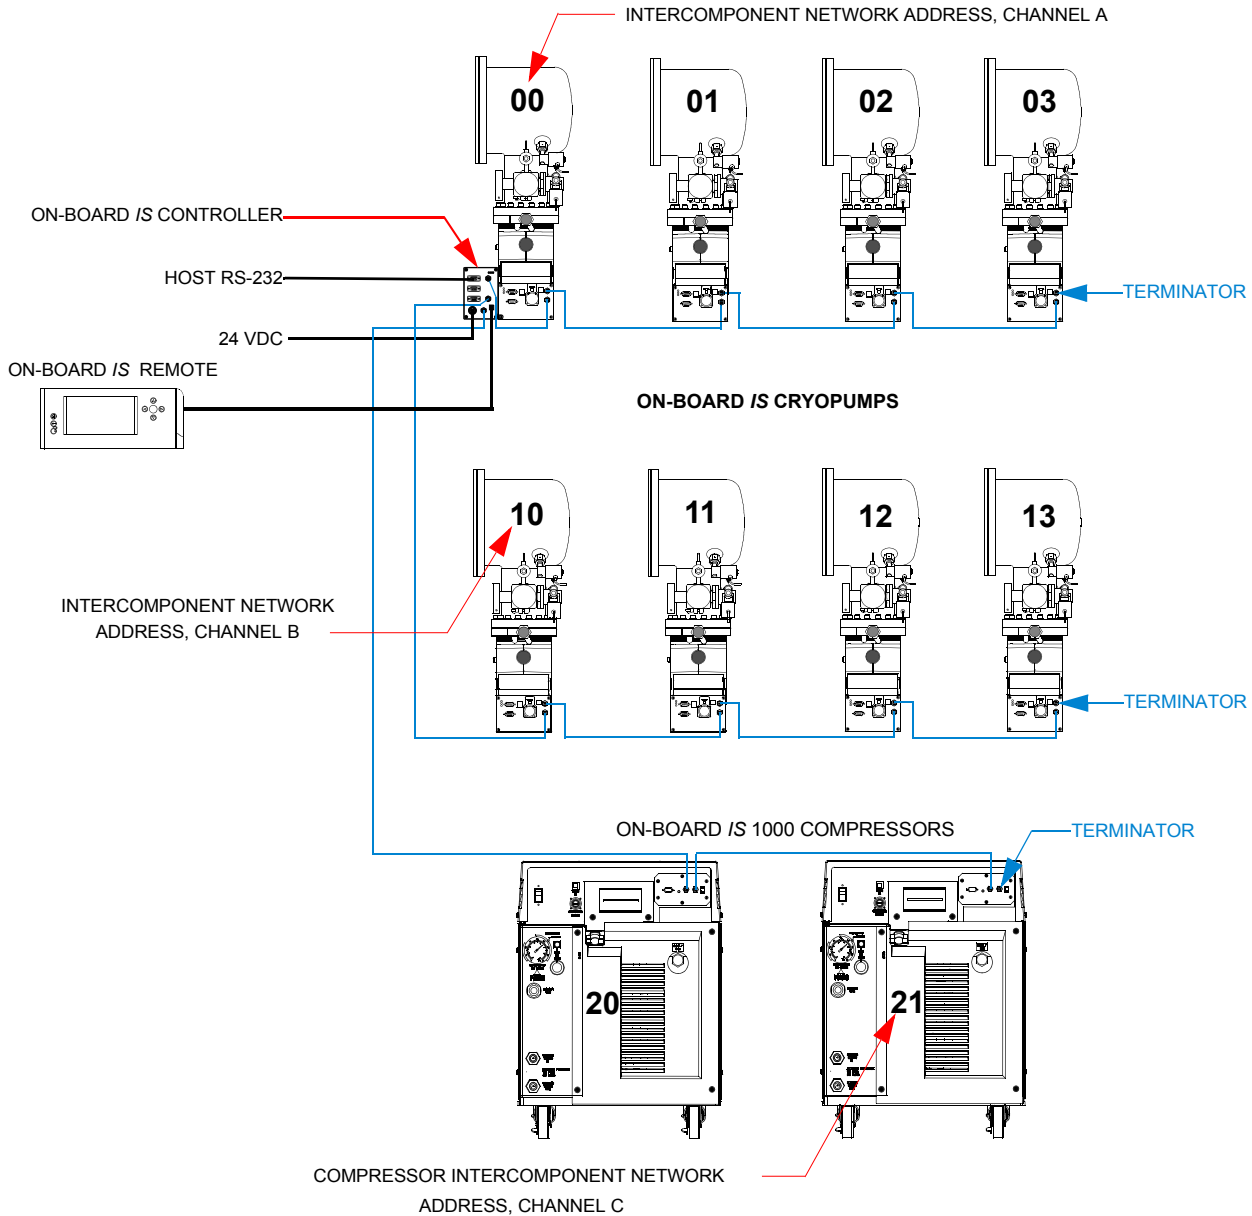 INTERCOMPONENT NETWORK ADDRESS, CHANNEL A
00
01
02
03
ON-BOARD IS CONTROLLER
HOST RS-232
TERMINATOR
24 VDC
ON-BOARD IS REMOTE
ON-BOARD IS CRYOPUMPS
10
11
12
13
INTERCOMPONENT NETWORK
ADDRESS, CHANNEL B
TERMINATOR
ON-BOARD IS 1000 COMPRESSORS
TERMINATOR
20
21
COMPRESSOR INTERCOMPONENT NETWORK
ADDRESS, CHANNEL C